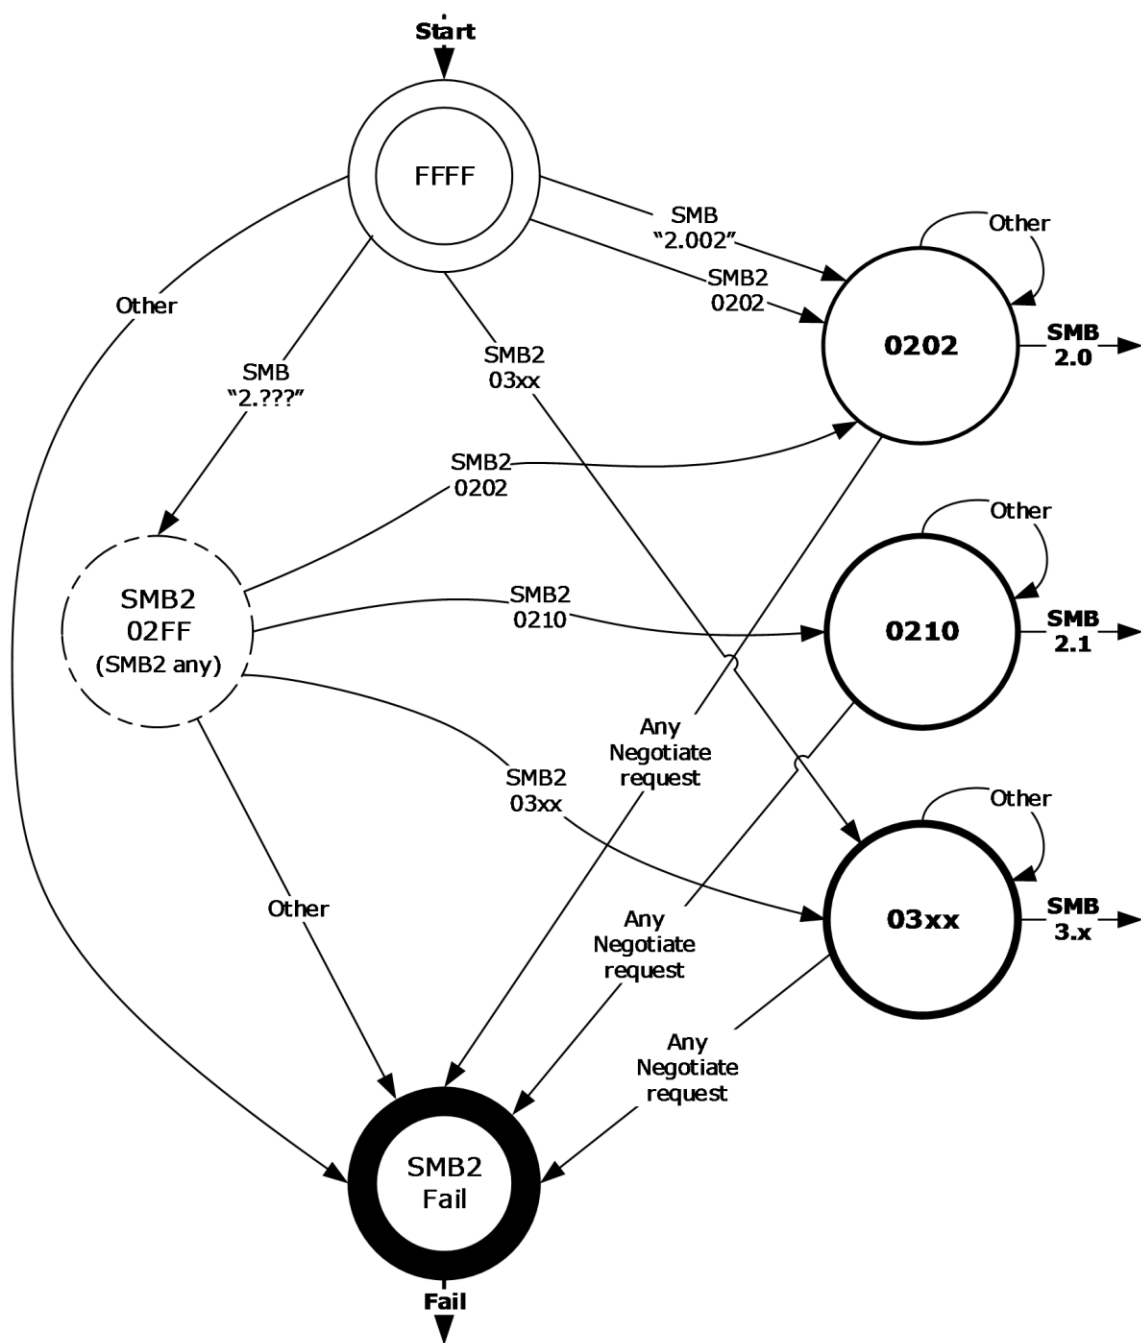 Start
FFFF
SMB
“2.002”
Other
SMB2
0202
Other
SMB2
03xx
0202
SMB
2.0
SMB
“2.???”
SMB2
0202
Other
SMB2
02FF
(SMB2 any)
SMB2
0210
0210
SMB
2.1
Any
Negotiate
request
SMB2
03xx
Other
03xx
SMB
3.x
Other
Any
Negotiate
request
Any
Negotiate
request
SMB2
Fail
Fail